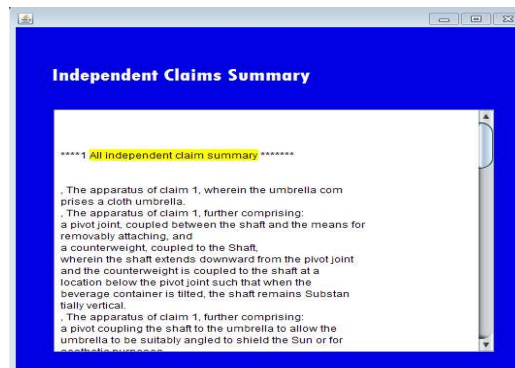 Independent Claims Summary
****1 All independent claim summary *******
, The apparatus of claim 1, wherein the umbrella com
prises a cloth umbrella.
, The apparatus of claim 1, further comprising:
a pivot joint, coupled between the shaft and the means for
removably attaching, and
a counterweight, coupled to the Shaft,
wherein the shaft extends downward from the pivot joint
and the counterweight is coupled to the shaft at a
location below the pivot joint such that when the
beverage container is tilted, the shaft remains Substan
tially vertical.
, The apparatus of claim 1, further comprising:
a pivot coupling the shaft to the umbrella to allow the
umbrella to be suitably angled to shield the Sun or for
aesthetic purposes